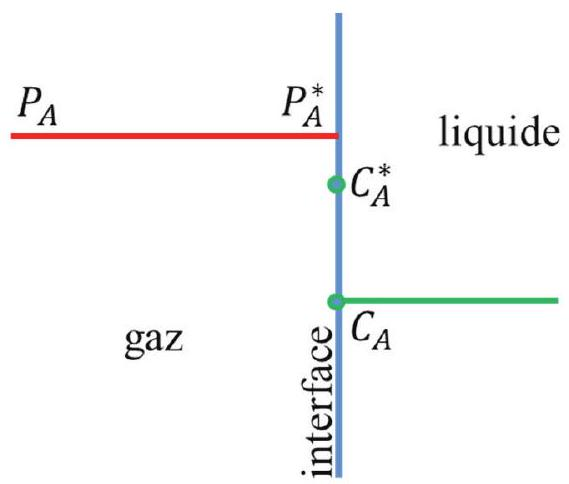 P_A
P_A^*
liquide
C_A^*
C_A
gaz
interface